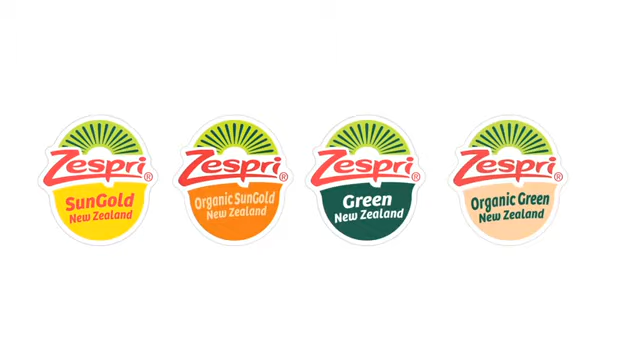 Zespri®
SunGold
New Zealand
Zespri®
Organic SunGold
New Zealand
Zespri®
Green
New Zealand
Zespri®
Organic Green
New Zealand